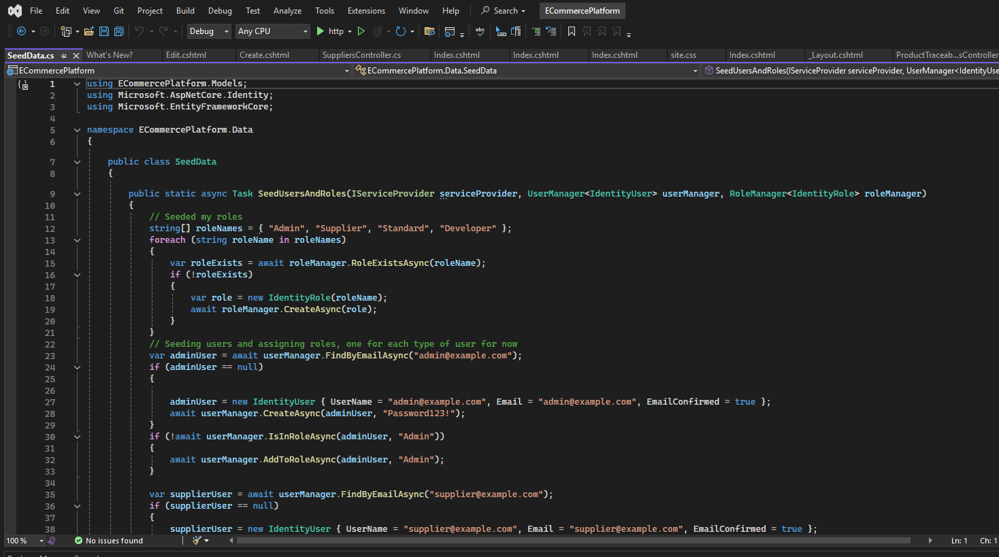 File Edit View Git Project Build Debug Test Analyze Tools Extensions Window Help Search ECommercePlatform
Debug Any CPU http
SeedData.cs What's New? Edit.cshtml Create.cshtml SuppliersController.cs Index.cshtml Index.cshtml Index.cshtml site.css Index.cshtml _Layout.cshtml ProductTraceab...sController
ECommercePlatform ECommercePlatform.Data.SeedData SeedUsersAndRoles(IServiceProvider serviceProvider, UserManager<IdentityUse
1 using ECommercePlatform.Models;
2 using Microsoft.AspNetCore.Identity;
3 using Microsoft.EntityFrameworkCore;
4
5 namespace ECommercePlatform.Data
6 {
7 public class SeedData
8 {
9 public static async Task SeedUsersAndRoles(IServiceProvider serviceProvider, UserManager<IdentityUser> userManager, RoleManager<IdentityRole> roleManager)
10 {
11 // Seeded my roles
12 string[] roleNames = { "Admin", "Supplier", "Standard", "Developer" };
13 foreach (string roleName in roleNames)
14 {
15 var roleExists = await roleManager.RoleExistsAsync(roleName);
16 if (!roleExists)
17 {
18 var role = new IdentityRole(roleName);
19 await roleManager.CreateAsync(role);
20 }
21 }
22 // Seeding users and assigning roles, one for each type of user for now
23 var adminUser = await userManager.FindByEmailAsync("admin@example.com");
24 if (adminUser == null)
25 {
26
27 adminUser = new IdentityUser { UserName = "admin@example.com", Email = "admin@example.com", EmailConfirmed = true };
28 await userManager.CreateAsync(adminUser, "Password123!");
29 }
30 if (!await userManager.IsInRoleAsync(adminUser, "Admin"))
31 {
32 await userManager.AddToRoleAsync(adminUser, "Admin");
33 }
34
35 var supplierUser = await userManager.FindByEmailAsync("supplier@example.com");
36 if (supplierUser == null)
37 {
38 supplierUser = new IdentityUser { UserName = "supplier@example.com", Email = "supplier@example.com", EmailConfirmed = true };
100 % No issues found Ln: 1 Ch: 1